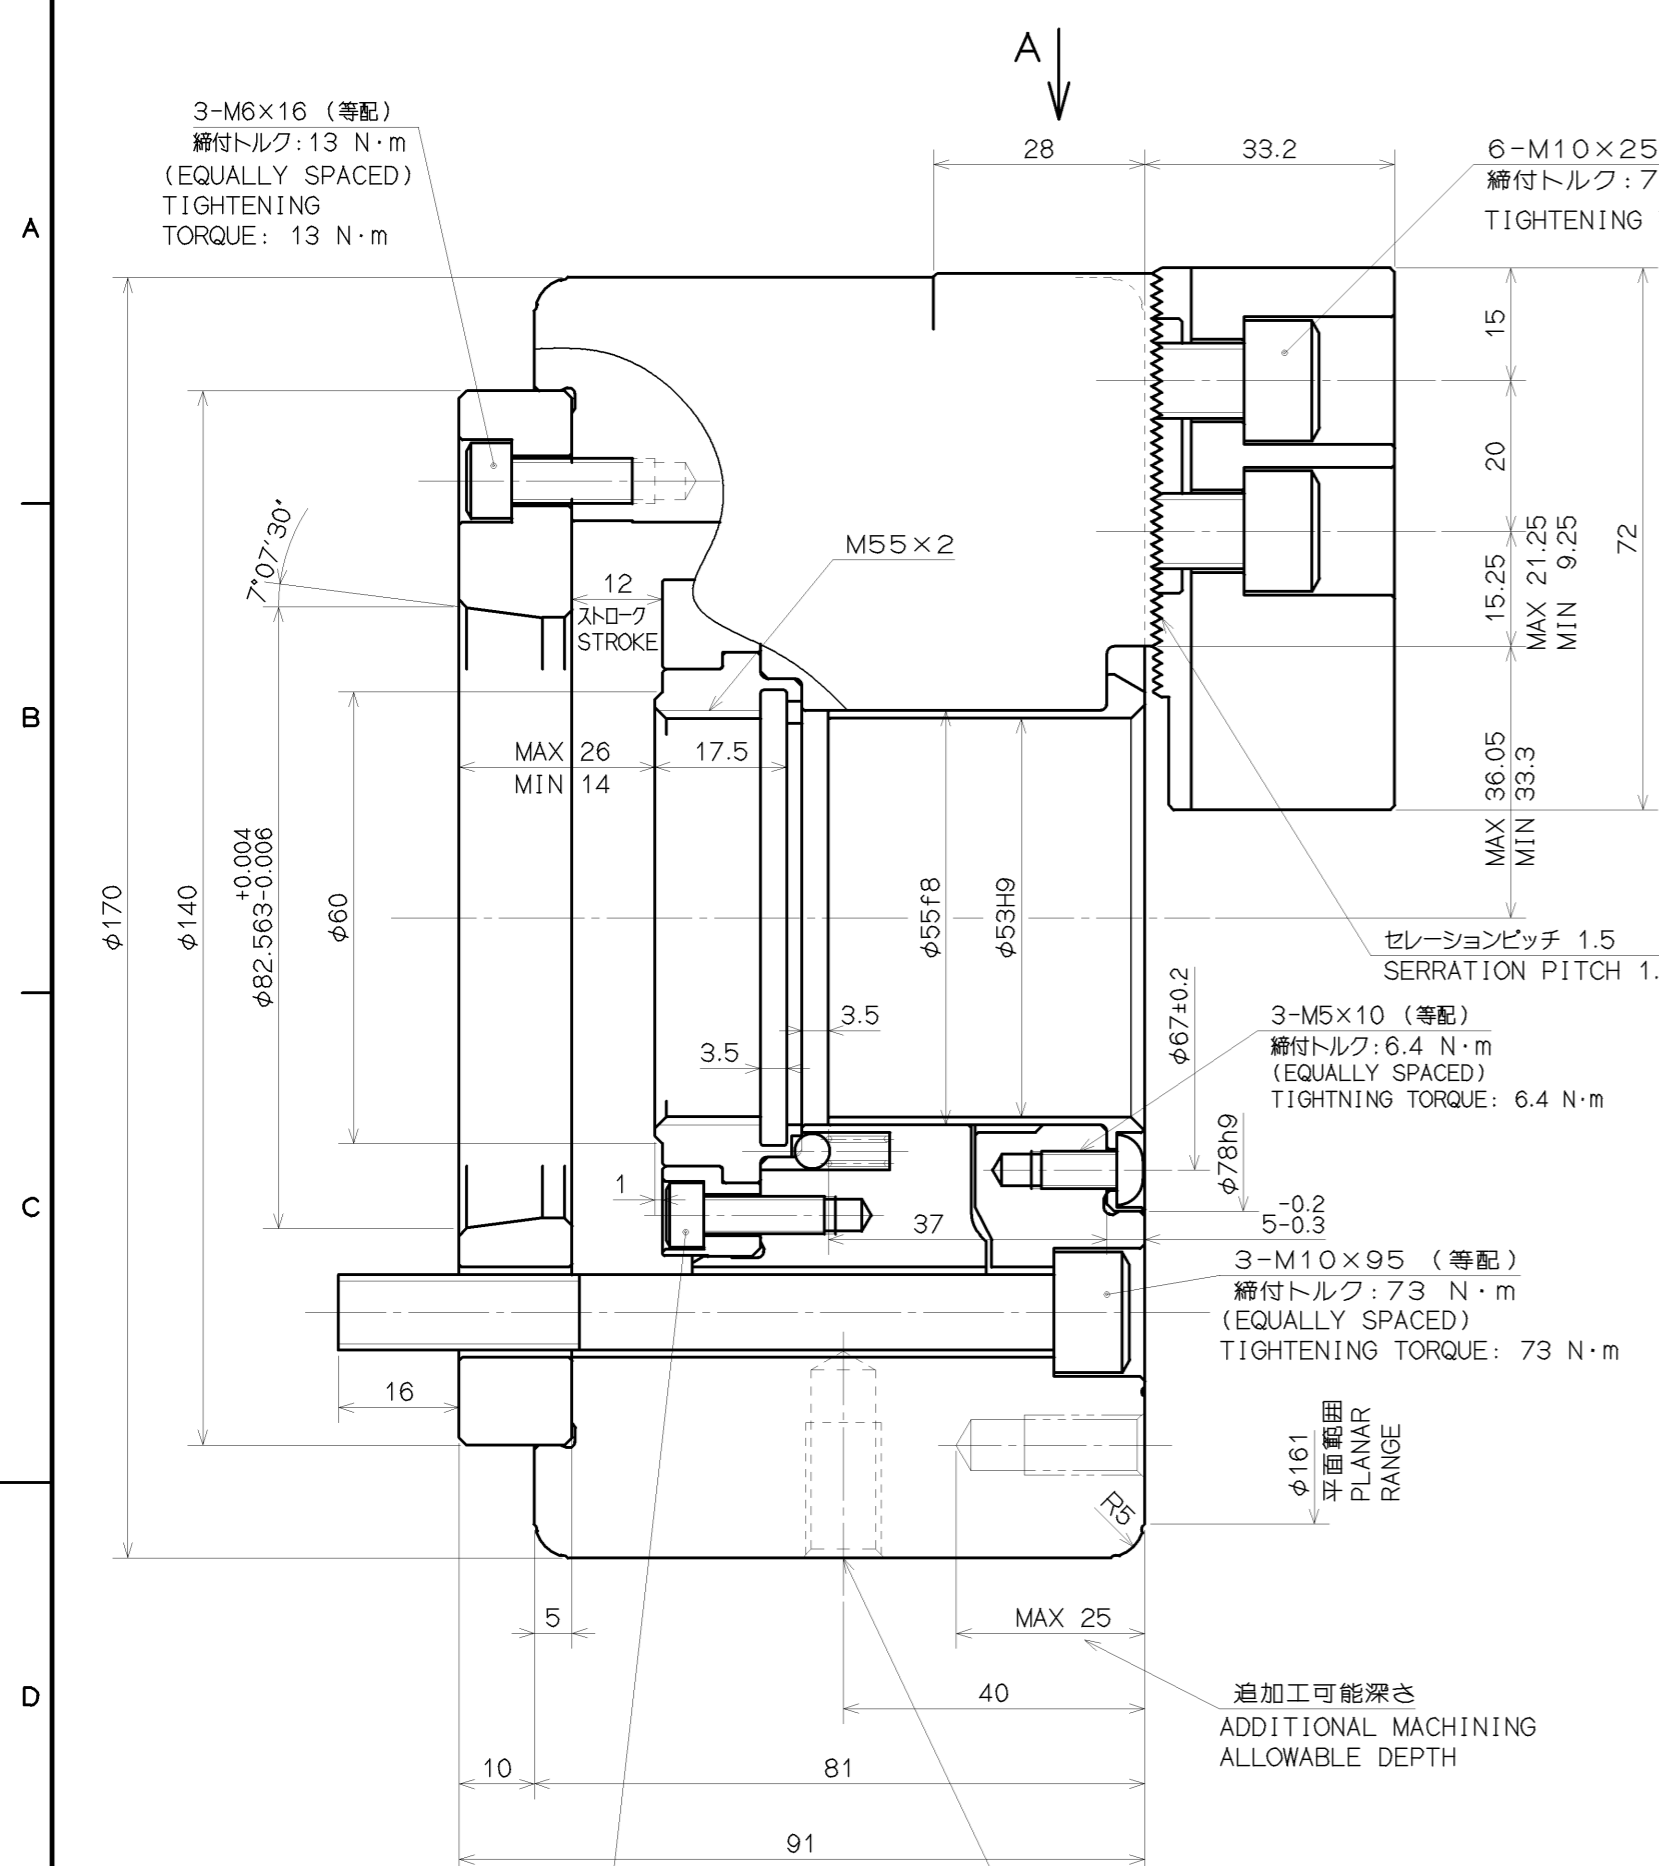 A
3-M6×16 (等配)
締付トルク:13 N・m
(EQUALLY SPACED)
TIGHTENING
TORQUE: 13 N・m
28
33.2
6-M10×25
締付トルク:7
TIGHTENING
A
15
20
15.25
MAX 21.25
MIN 9.25
72
7°07'30"
M55×2
12
ストローク
STROKE
B
MAX 26
MIN 14
17.5
MAX 36.05
MIN 33.3
φ170
φ140
+0.004
φ82.563-0.006
φ60
φ55f8
φ53H9
セレーションピッチ 1.5
SERRATION PITCH 1.
φ67±0.2
3-M5×10 (等配)
締付トルク:6.4 N・m
(EQUALLY SPACED)
TIGHTNING TORQUE: 6.4 N・m
3.5
3.5
φ78h9
C
1
37
-0.2
5-0.3
3-M10×95 (等配)
締付トルク:73 N・m
(EQUALLY SPACED)
TIGHTENING TORQUE: 73 N・m
16
φ161
平面範囲
PLANAR
RANGE
R5
5
MAX 25
D
40
追加工可能深さ
ADDITIONAL MACHINING
ALLOWABLE DEPTH
10
81
91